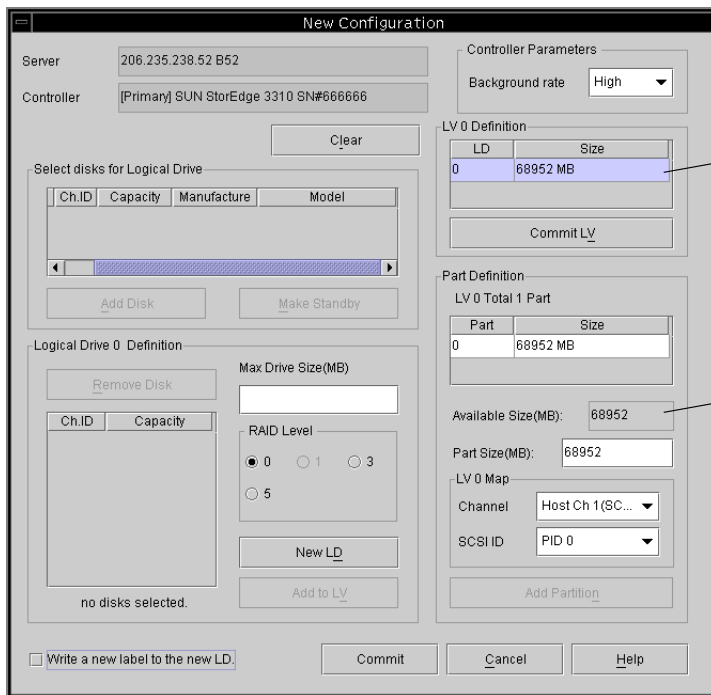 New Configuration
Server
206.235.238.52 B52
Controller
[Primary] SUN StorEdge 3310 SN#666666
Clear
Controller Parameters
Background rate
High
LV 0 Definition
LD Size
0 68952 MB
Commit LV
Select disks for Logical Drive
Ch.ID Capacity Manufacture Model
Add Disk
Make Standby
Part Definition
LV 0 Total 1 Part
Part Size
0 68952 MB
Available Size(MB): 68952
Part Size(MB): 68952
LV 0 Map
Channel Host Ch 1(SC...
SCSI ID PID 0
Add Partition
Logical Drive 0 Definition
Remove Disk
Ch.ID Capacity
no disks selected.
Max Drive Size(MB)
RAID Level
0 1 3
5
New LD
Add to LV
Write a new label to the new LD.
Commit
Cancel
Help